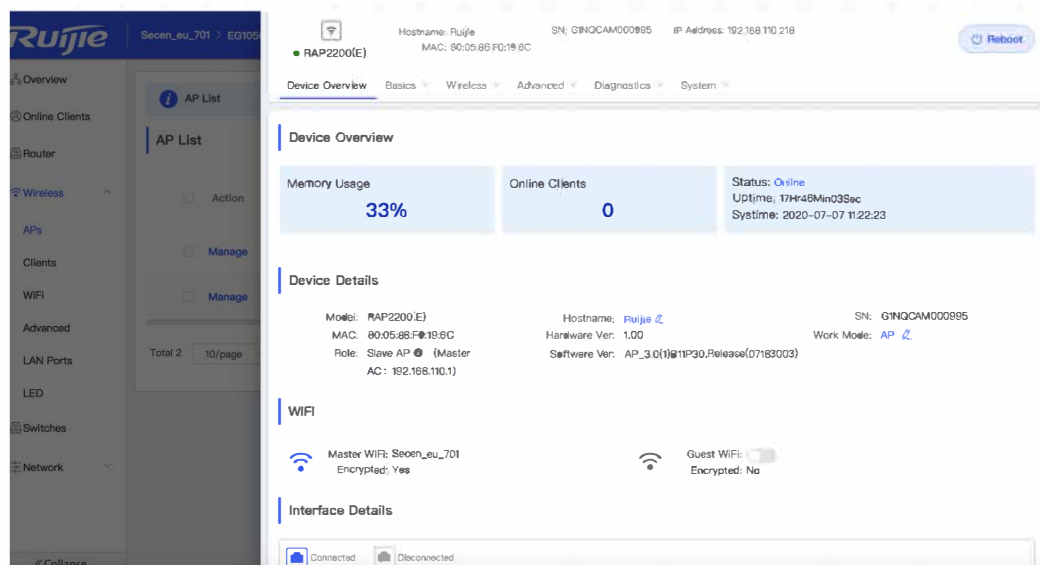 Ruijie
Secen_eu_701 > EG105
RAP2200(E)
Hostname: Ruijie
SN: G1NQCAM000995
IP Address: 192.168.110.218
MAC: 80:05:88:F0:19:6C
Reboot
Device Overview
Basics
Wireless
Advanced
Diagnostics
System
Overview
Online Clients
Router
Wireless
APs
Clients
WiFi
Advanced
LAN Ports
LED
Switches
Network
Collapse
AP List
AP List
Action
Manage
Manage
Total 2 10/page
Device Overview
Memory Usage
33%
Online Clients
0
Status: Online
Uptime: 17Hr46Min03Sec
Systime: 2020-07-07 11:22:23
Device Details
Model: RAP2200(E)
MAC: 80:05:88:F0:19:6C
Role: Slave AP (Master
AC: 192.168.110.1)
Hostname: Ruijie
Hardware Ver: 1.00
Software Ver: AP_3.0(1)B11P30,Release(07183003)
SN: G1NQCAM000995
Work Mode: AP
WiFi
Master WiFi: Secen_eu_701
Encrypted: Yes
Guest WiFi:
Encrypted: No
Interface Details
Connected
Disconnected